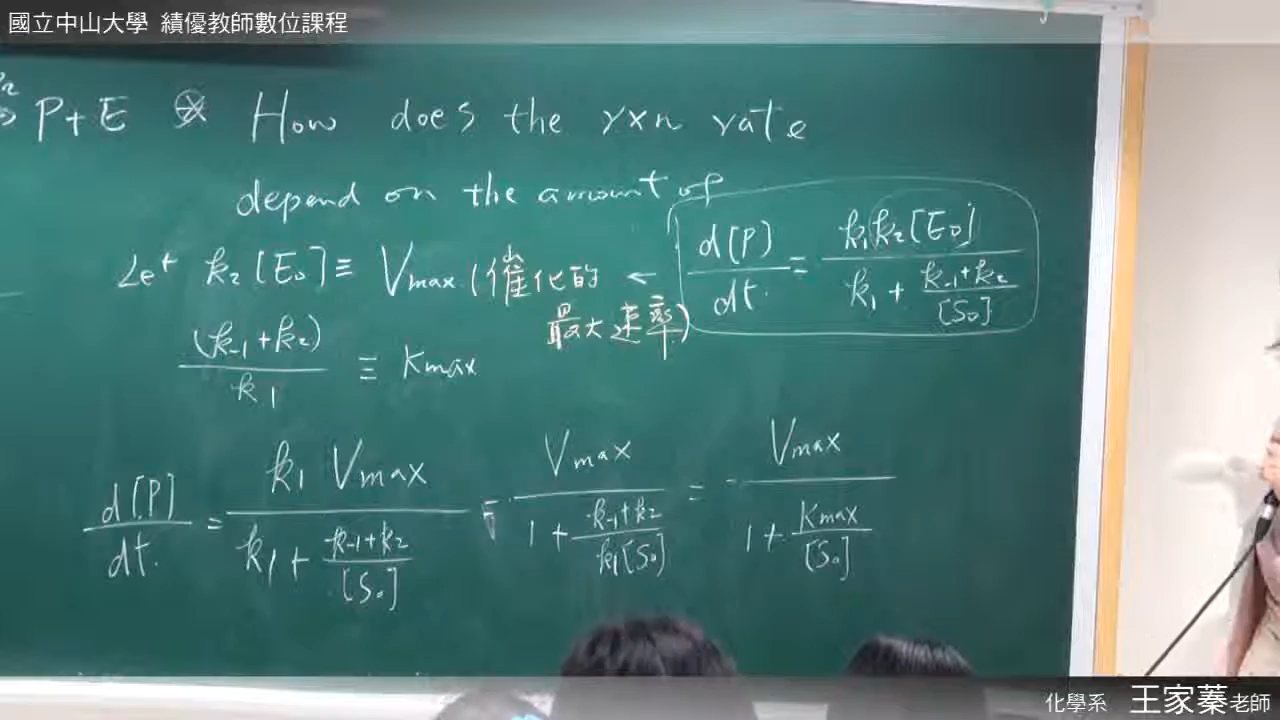 國立中山大學 績優教師數位課程
P+E ⊗ How does the rxn rate
depend on the amount of
d[P]/dt = k₁k₂[E₀] / (k₁ + (k₋₁+k₂)/[S₀])
Let k₂[E₀] ≡ Vmax (催化的 ←
最大速率)
(k₋₁+k₂)/k₁ ≡ Kmax
d[P]/dt = k₁ Vmax / (k₁ + (k₋₁+k₂)/[S₀]) = Vmax / (1 + (k₋₁+k₂)/(k₁[S₀])) = Vmax / (1 + Kmax/[S₀])
化學系 王家蓁老師